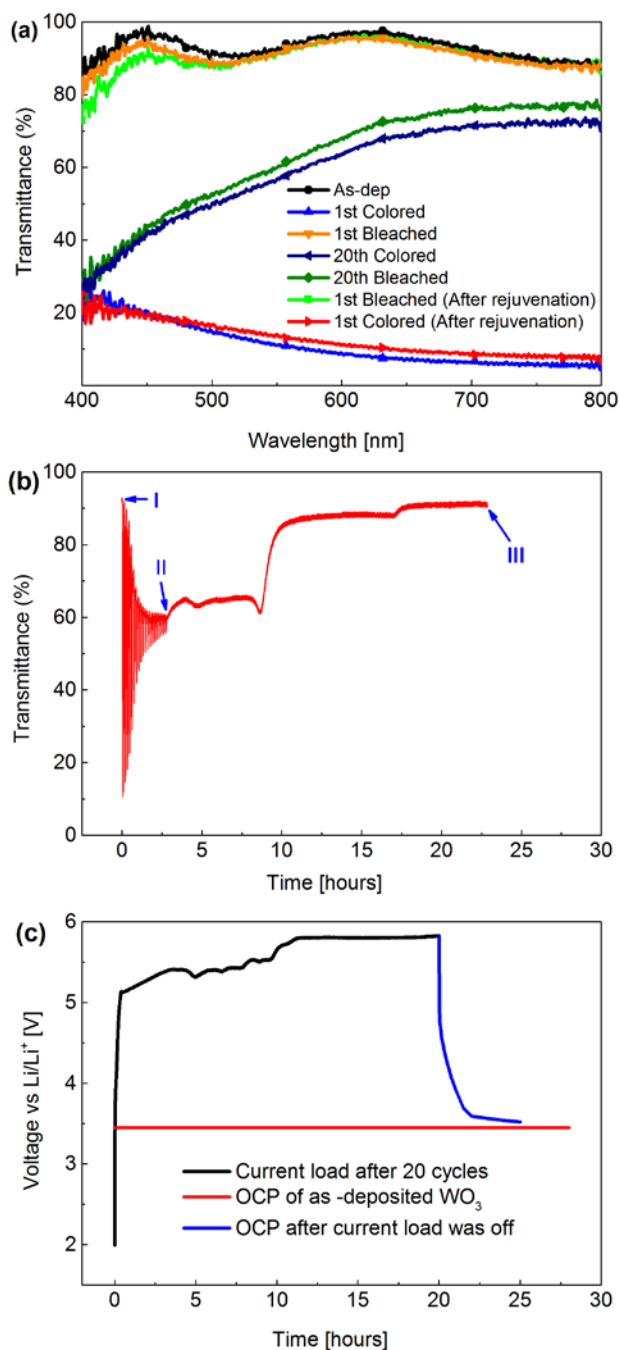 (a)
100
80
60
40
20
Transmittance (%)
As-dep
1st Colored
1st Bleached
20th Colored
20th Bleached
1st Bleached (After rejuvenation)
1st Colored (After rejuvenation)
400 500 600 700 800
Wavelength [nm]
(b)
100
80
60
40
20
0
Transmittance (%)
I
II
III
0 5 10 15 20 25 30
Time [hours]
(c)
6
5
4
3
2
Voltage vs Li/Li⁺ [V]
Current load after 20 cycles
OCP of as -deposited WO₃
OCP after current load was off
0 5 10 15 20 25 30
Time [hours]